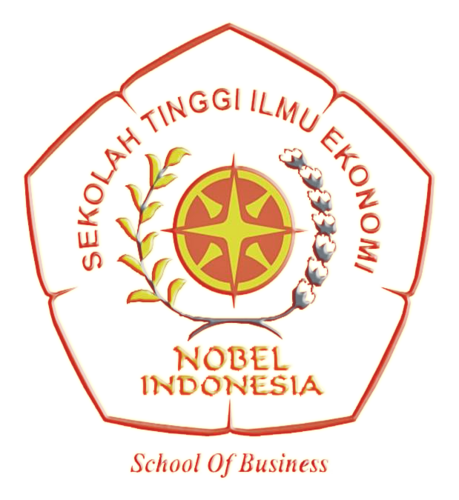 SEKOLAH TINGGI ILMU EKONOMI
NOBEL
INDONESIA
School Of Business